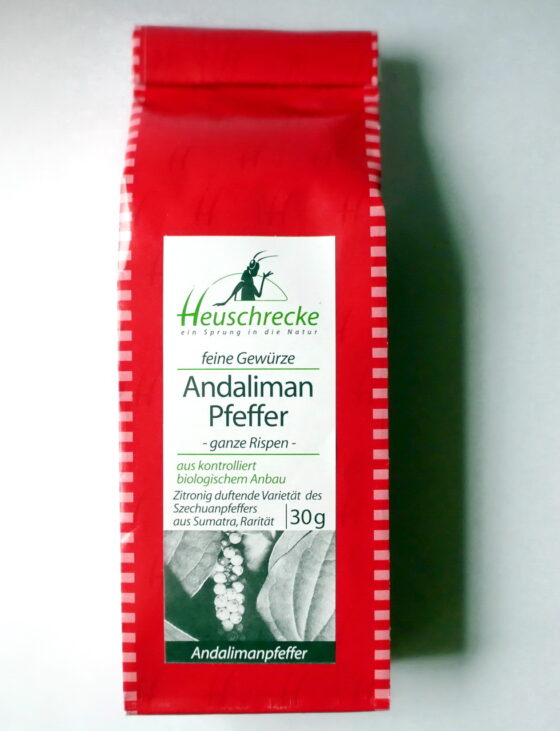 Heuschrecke
ein Sprung in die Natur
feine Gewürze
Andaliman
Pfeffer
- ganze Rispen -
aus kontrolliert
biologischem Anbau
Zitronig duftende Varietät des
Szechuanpfeffers
aus Sumatra, Rarität 30g
Andalimanpfeffer